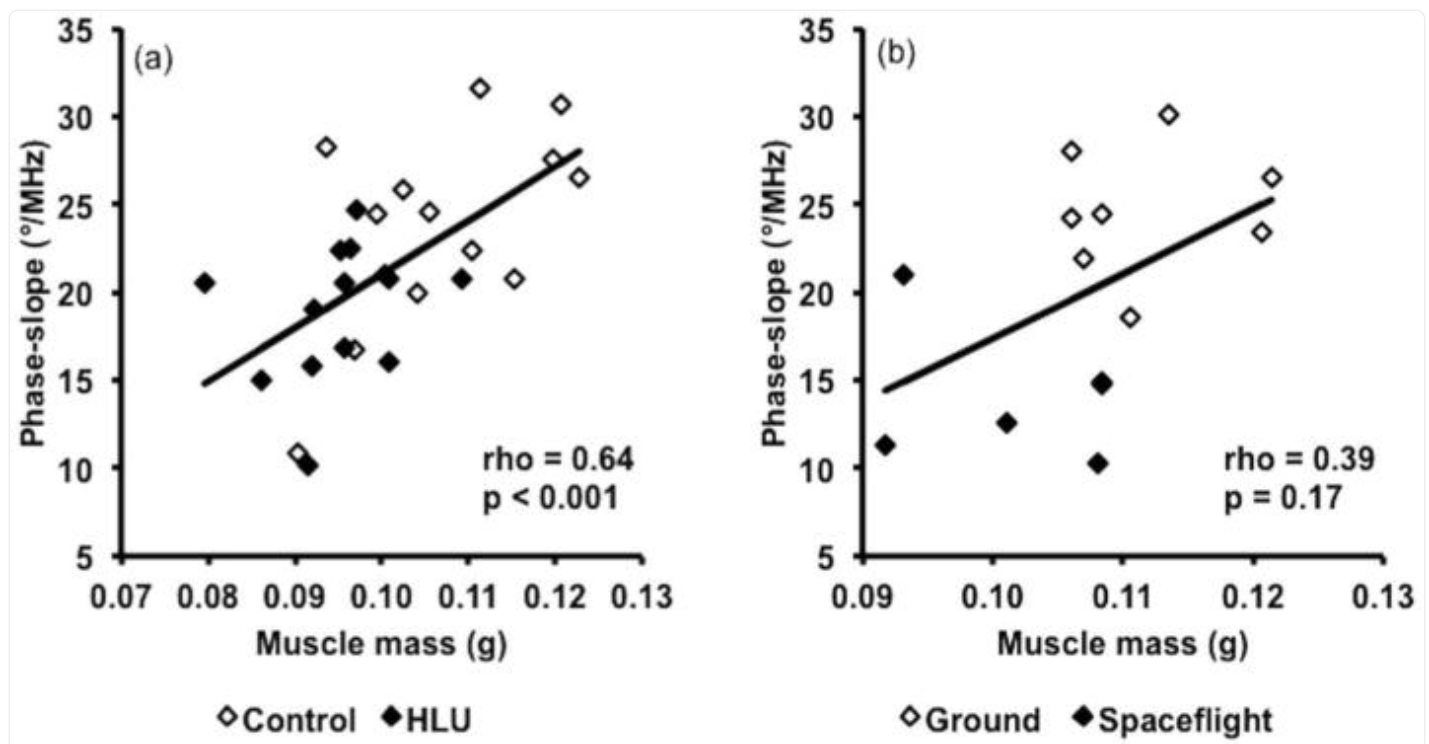 (a)
35
30
25
20
15
10
5
Phase-slope (°/MHz)
rho = 0.64
p < 0.001
0.07 0.08 0.09 0.10 0.11 0.12 0.13
Muscle mass (g)
Control HLU
(b)
35
30
25
20
15
10
5
Phase-slope (°/MHz)
rho = 0.39
p = 0.17
0.09 0.10 0.11 0.12 0.13
Muscle mass (g)
Ground Spaceflight